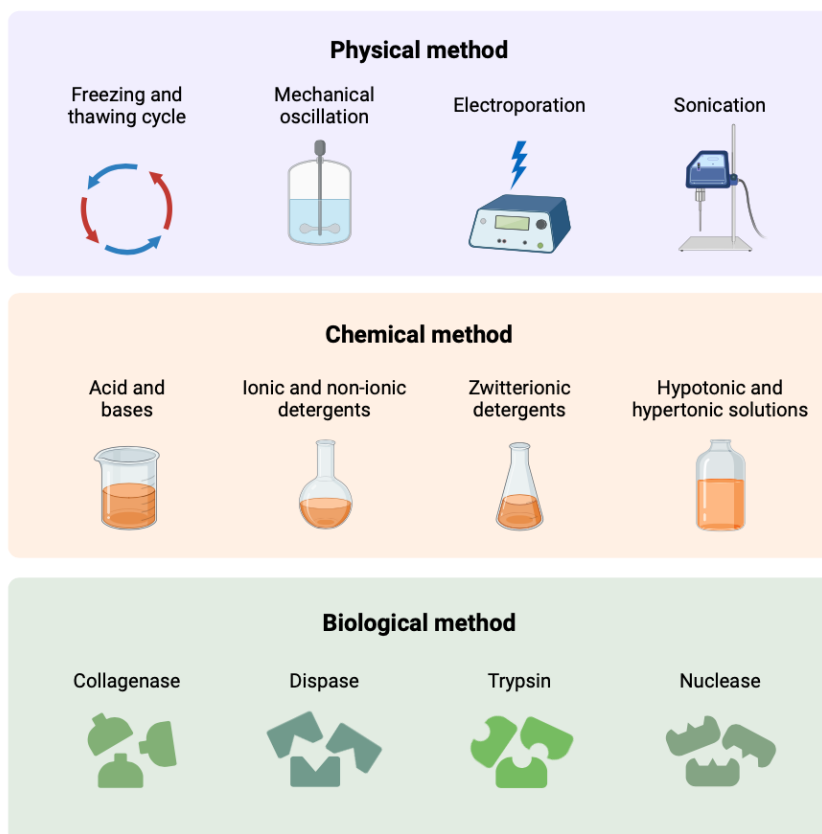 Physical method
Freezing and
thawing cycle
Mechanical
oscillation
Electroporation
Sonication
Chemical method
Acid and
bases
Ionic and non-ionic
detergents
Zwitterionic
detergents
Hypotonic and
hypertonic solutions
Biological method
Collagenase
Dispase
Trypsin
Nuclease